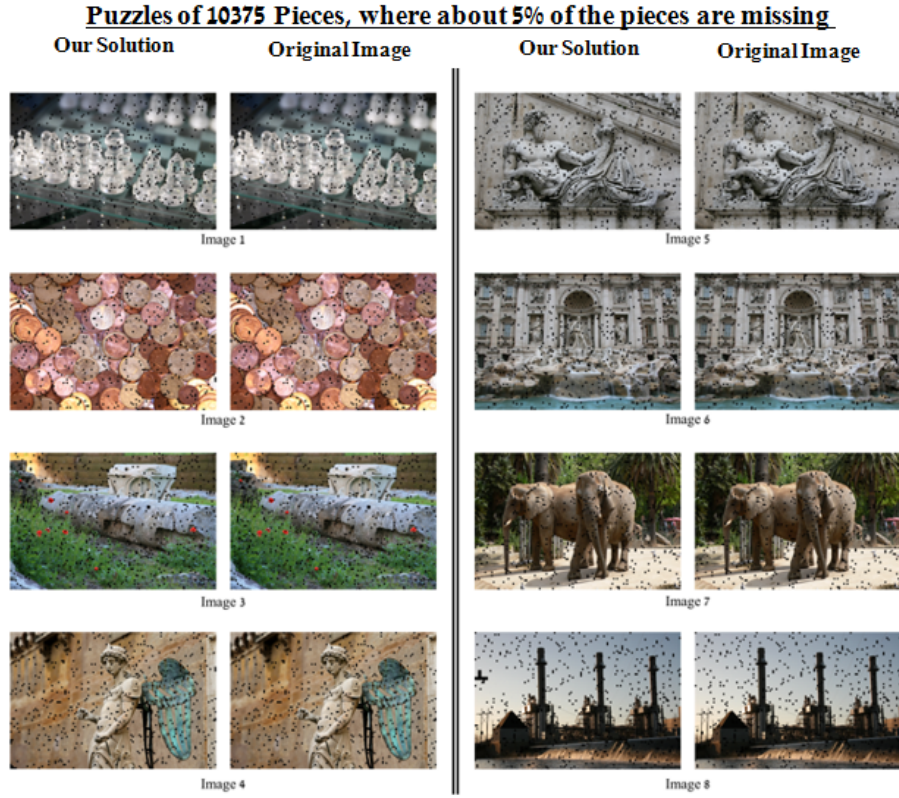 Puzzles of 10375 Pieces, where about 5% of the pieces are missing
Our Solution
Original Image
Our Solution
Original Image
Image 1
Image 5
Image 2
Image 6
Image 3
Image 7
Image 4
Image 8